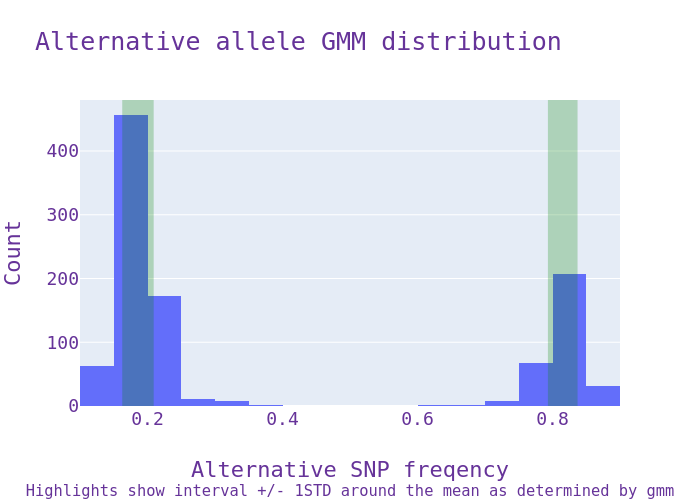 Alternative allele GMM distribution
Count
400
300
200
100
0
0.2 0.4 0.6 0.8
Alternative SNP freqency
Highlights show interval +/- 1STD around the mean as determined by gmm